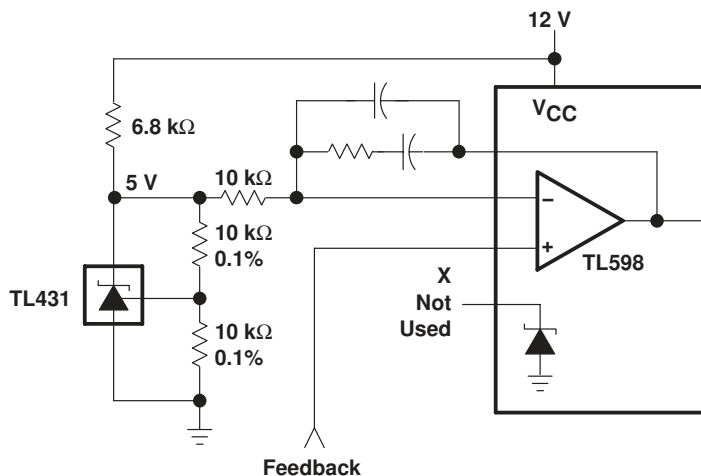 12 V
VCC
6.8 kΩ
5 V
10 kΩ
10 kΩ
0.1%
TL431
10 kΩ
0.1%
−
+
TL598
X
Not
Used
Feedback